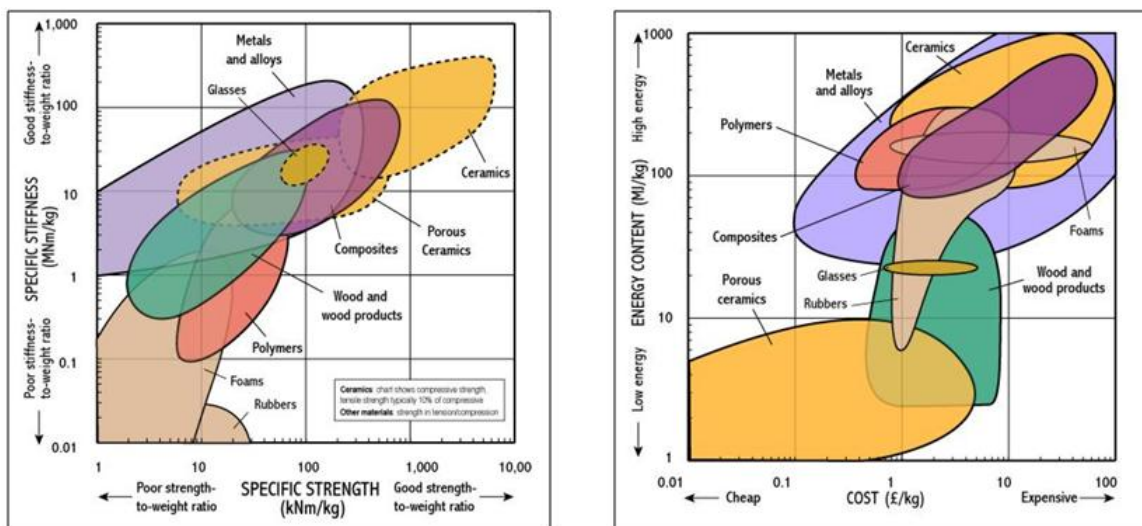 1,000
100
10
1
0.1
0.01
Good stiffness-
to-weight ratio
SPECIFIC STIFFNESS
(MNm/kg)
Poor stiffness-
to-weight ratio
Metals
and alloys
Glasses
Ceramics
Porous
Ceramics
Composites
Wood and
wood products
Polymers
Foams
Rubbers
Ceramics: chart shows compressive strength,
tensile strength typically 10% of compressive
Other materials: strength in tension/compression
1
10
100
1,000
10,00
Poor strength-
to-weight ratio
SPECIFIC STRENGTH
(kNm/kg)
Good strength-
to-weight ratio
1000
100
10
1
High energy
ENERGY CONTENT (MJ/kg)
Low energy
Ceramics
Metals
and alloys
Polymers
Foams
Composites
Glasses
Wood and
wood products
Porous
ceramics
Rubbers
0.01
0.1
1
10
100
Cheap
COST (£/kg)
Expensive